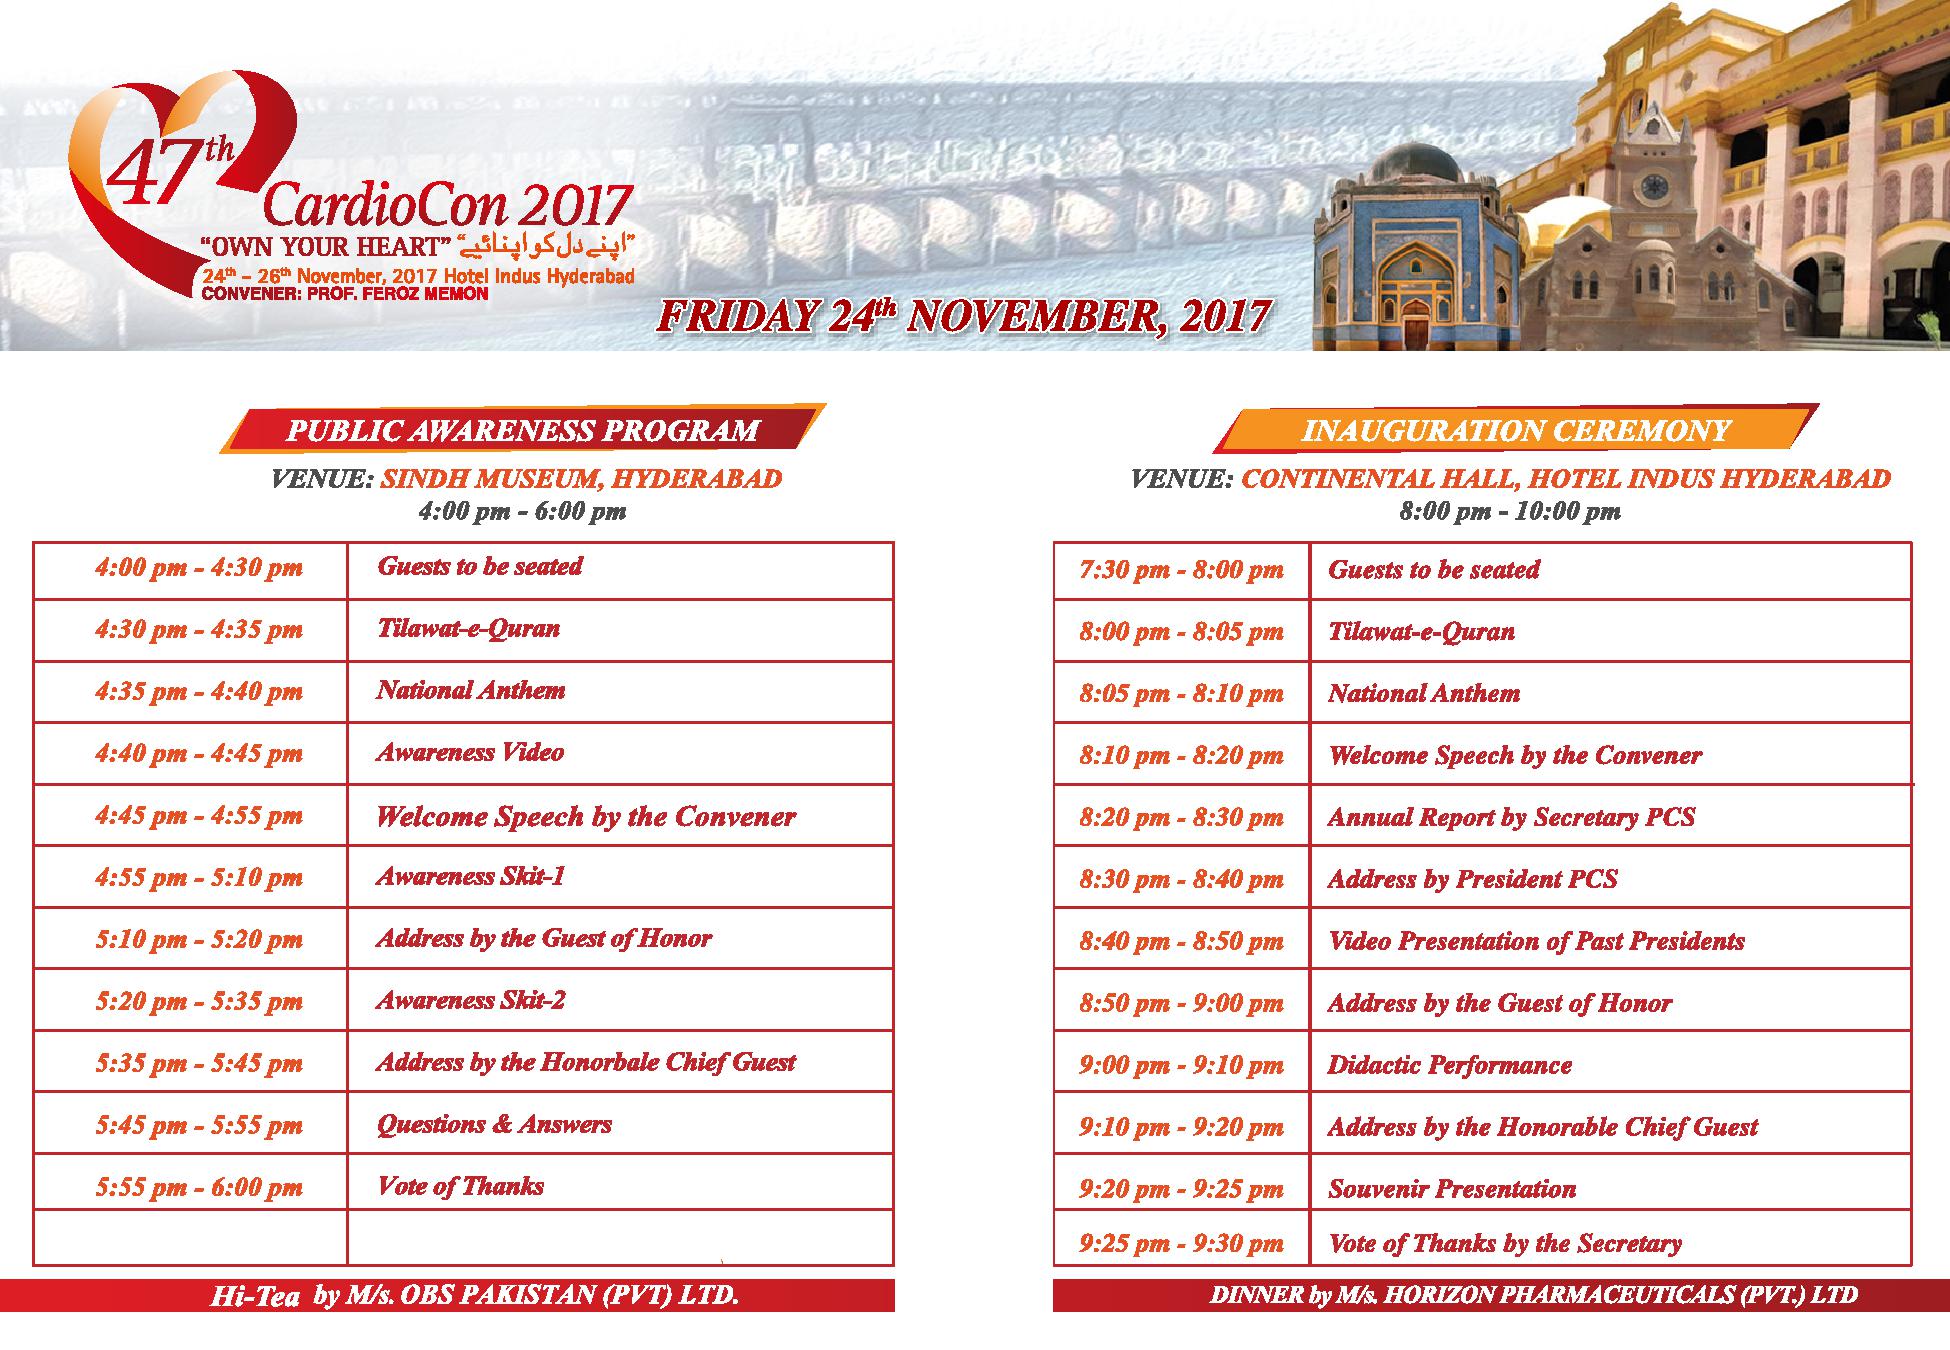 47th
CardioCon 2017
“OWN YOUR HEART” “اپنے دل کو اپنائیے”
24th – 26th November, 2017 Hotel Indus Hyderabad
CONVENER: PROF. FEROZ MEMON
FRIDAY 24th NOVEMBER, 2017
PUBLIC AWARENESS PROGRAM
VENUE: SINDH MUSEUM, HYDERABAD
4:00 pm - 6:00 pm
4:00 pm - 4:30 pm Guests to be seated
4:30 pm - 4:35 pm Tilawat-e-Quran
4:35 pm - 4:40 pm National Anthem
4:40 pm - 4:45 pm Awareness Video
4:45 pm - 4:55 pm Welcome Speech by the Convener
4:55 pm - 5:10 pm Awareness Skit-1
5:10 pm - 5:20 pm Address by the Guest of Honor
5:20 pm - 5:35 pm Awareness Skit-2
5:35 pm - 5:45 pm Address by the Honorbale Chief Guest
5:45 pm - 5:55 pm Questions & Answers
5:55 pm - 6:00 pm Vote of Thanks
Hi-Tea by M/s. OBS PAKISTAN (PVT) LTD.
INAUGURATION CEREMONY
VENUE: CONTINENTAL HALL, HOTEL INDUS HYDERABAD
8:00 pm - 10:00 pm
7:30 pm - 8:00 pm Guests to be seated
8:00 pm - 8:05 pm Tilawat-e-Quran
8:05 pm - 8:10 pm National Anthem
8:10 pm - 8:20 pm Welcome Speech by the Convener
8:20 pm - 8:30 pm Annual Report by Secretary PCS
8:30 pm - 8:40 pm Address by President PCS
8:40 pm - 8:50 pm Video Presentation of Past Presidents
8:50 pm - 9:00 pm Address by the Guest of Honor
9:00 pm - 9:10 pm Didactic Performance
9:10 pm - 9:20 pm Address by the Honorable Chief Guest
9:20 pm - 9:25 pm Souvenir Presentation
9:25 pm - 9:30 pm Vote of Thanks by the Secretary
DINNER by M/s. HORIZON PHARMACEUTICALS (PVT.) LTD